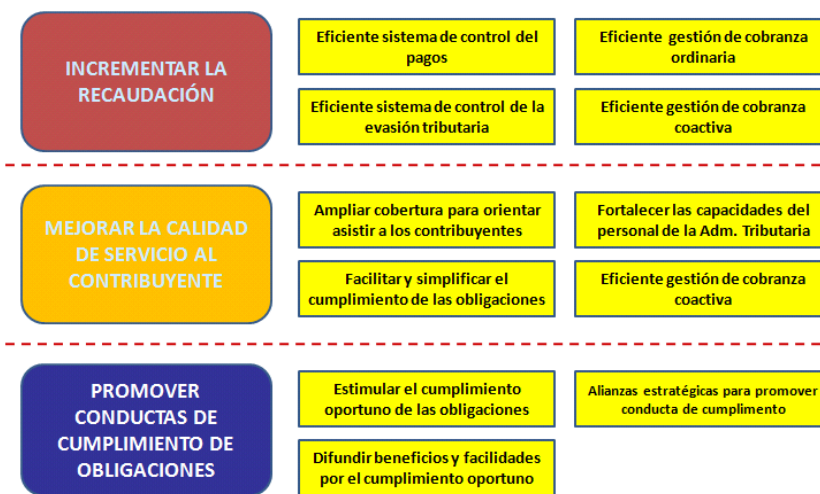 INCREMENTAR LA
RECAUDACIÓN
Eficiente sistema de control del
pagos
Eficiente gestión de cobranza
ordinaria
Eficiente sistema de control de la
evasión tributaria
Eficiente gestión de cobranza
coactiva
MEJORAR LA CALIDAD
DE SERVICIO AL
CONTRIBUYENTE
Ampliar cobertura para orientar
asistir a los contribuyentes
Fortalecer las capacidades del
personal de la Adm. Tributaria
Facilitar y simplificar el
cumplimiento de las obligaciones
Eficiente gestión de cobranza
coactiva
PROMOVER
CONDUCTAS DE
CUMPLIMIENTO DE
OBLIGACIONES
Estimular el cumplimiento
oportuno de las obligaciones
Alianzas estratégicas para promover
conducta de cumplimento
Difundir beneficios y facilidades
por el cumplimiento oportuno